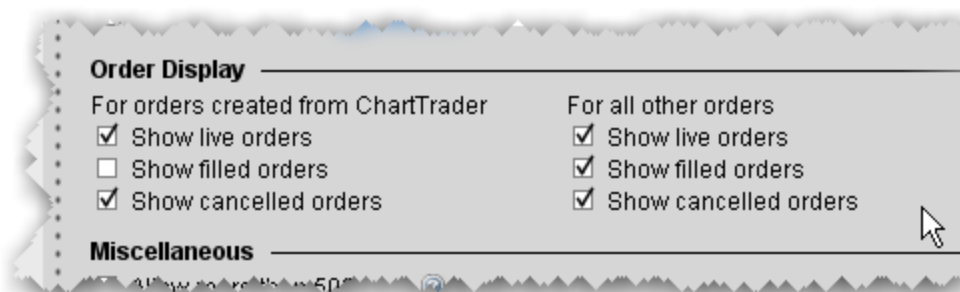 Order Display
For orders created from ChartTrader
Show live orders
Show filled orders
Show cancelled orders
For all other orders
Show live orders
Show filled orders
Show cancelled orders
Miscellaneous